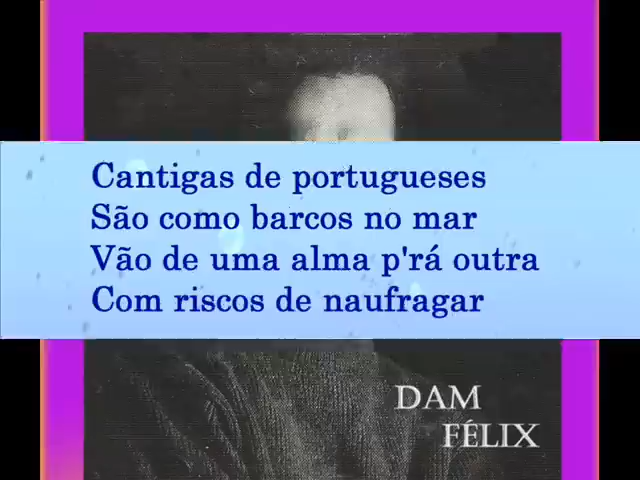 Cantigas de portugueses
São como barcos no mar
Vão de uma alma p'rá outra
Com riscos de naufragar
DAM
FÉLIX